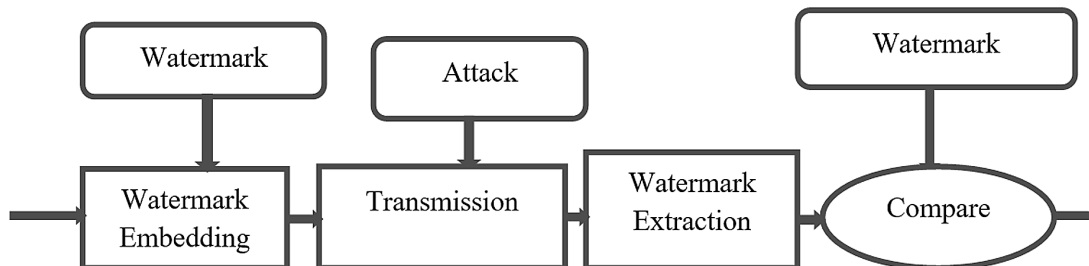 Watermark
Attack
Watermark
Watermark
Embedding
Transmission
Watermark
Extraction
Compare